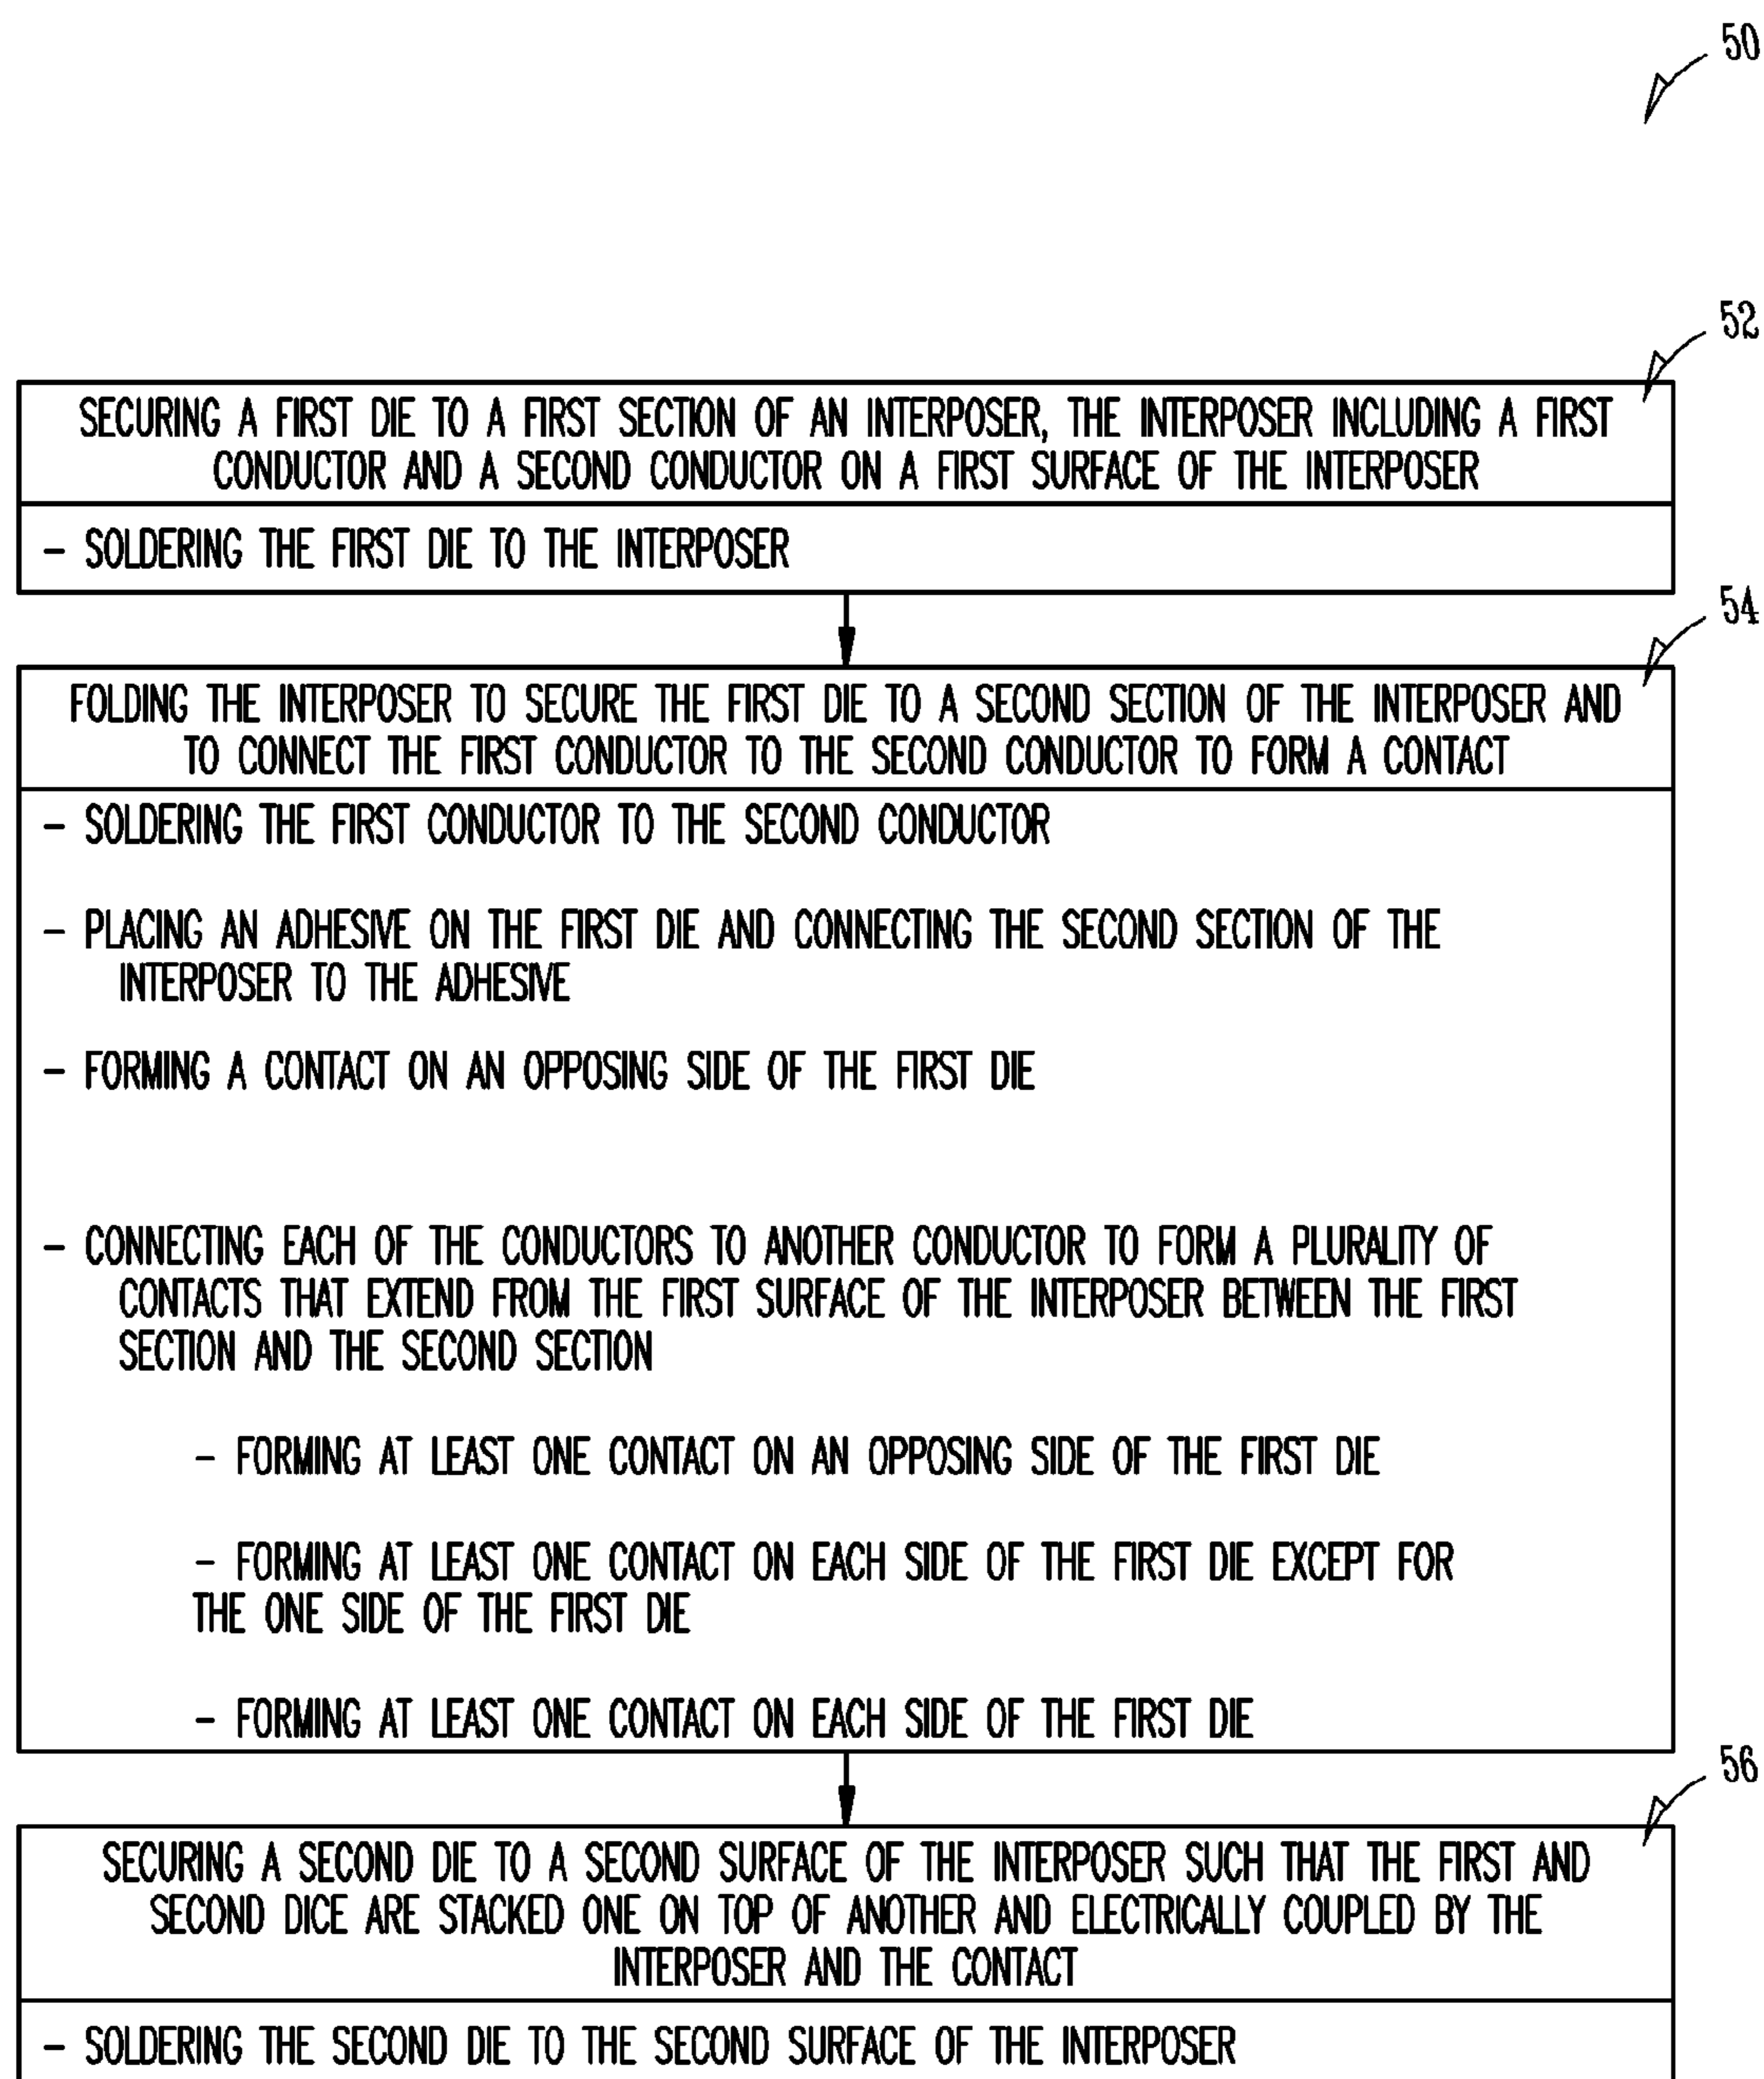 50
52
SECURING A FIRST DIE TO A FIRST SECTION OF AN INTERPOSER, THE INTERPOSER INCLUDING A FIRST
CONDUCTOR AND A SECOND CONDUCTOR ON A FIRST SURFACE OF THE INTERPOSER
- SOLDERING THE FIRST DIE TO THE INTERPOSER
54
FOLDING THE INTERPOSER TO SECURE THE FIRST DIE TO A SECOND SECTION OF THE INTERPOSER AND
TO CONNECT THE FIRST CONDUCTOR TO THE SECOND CONDUCTOR TO FORM A CONTACT
- SOLDERING THE FIRST CONDUCTOR TO THE SECOND CONDUCTOR
- PLACING AN ADHESIVE ON THE FIRST DIE AND CONNECTING THE SECOND SECTION OF THE
INTERPOSER TO THE ADHESIVE
- FORMING A CONTACT ON AN OPPOSING SIDE OF THE FIRST DIE
- CONNECTING EACH OF THE CONDUCTORS TO ANOTHER CONDUCTOR TO FORM A PLURALITY OF
CONTACTS THAT EXTEND FROM THE FIRST SURFACE OF THE INTERPOSER BETWEEN THE FIRST
SECTION AND THE SECOND SECTION
- FORMING AT LEAST ONE CONTACT ON AN OPPOSING SIDE OF THE FIRST DIE
- FORMING AT LEAST ONE CONTACT ON EACH SIDE OF THE FIRST DIE EXCEPT FOR
THE ONE SIDE OF THE FIRST DIE
- FORMING AT LEAST ONE CONTACT ON EACH SIDE OF THE FIRST DIE
56
SECURING A SECOND DIE TO A SECOND SURFACE OF THE INTERPOSER SUCH THAT THE FIRST AND
SECOND DICE ARE STACKED ONE ON TOP OF ANOTHER AND ELECTRICALLY COUPLED BY THE
INTERPOSER AND THE CONTACT
- SOLDERING THE SECOND DIE TO THE SECOND SURFACE OF THE INTERPOSER